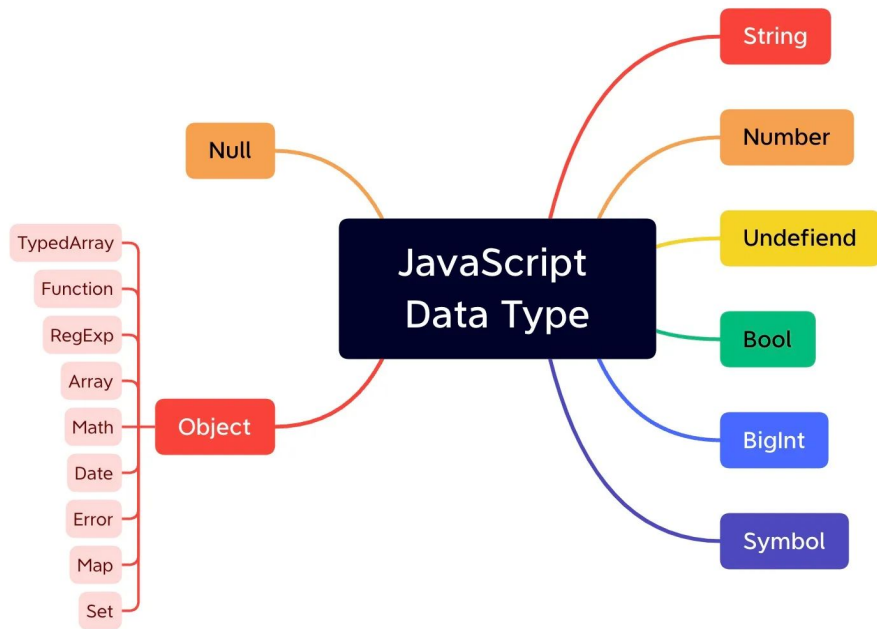 JavaScript
Data Type
String
Number
Undefiend
Bool
BigInt
Symbol
Null
Object
TypedArray
Function
RegExp
Array
Math
Date
Error
Map
Set